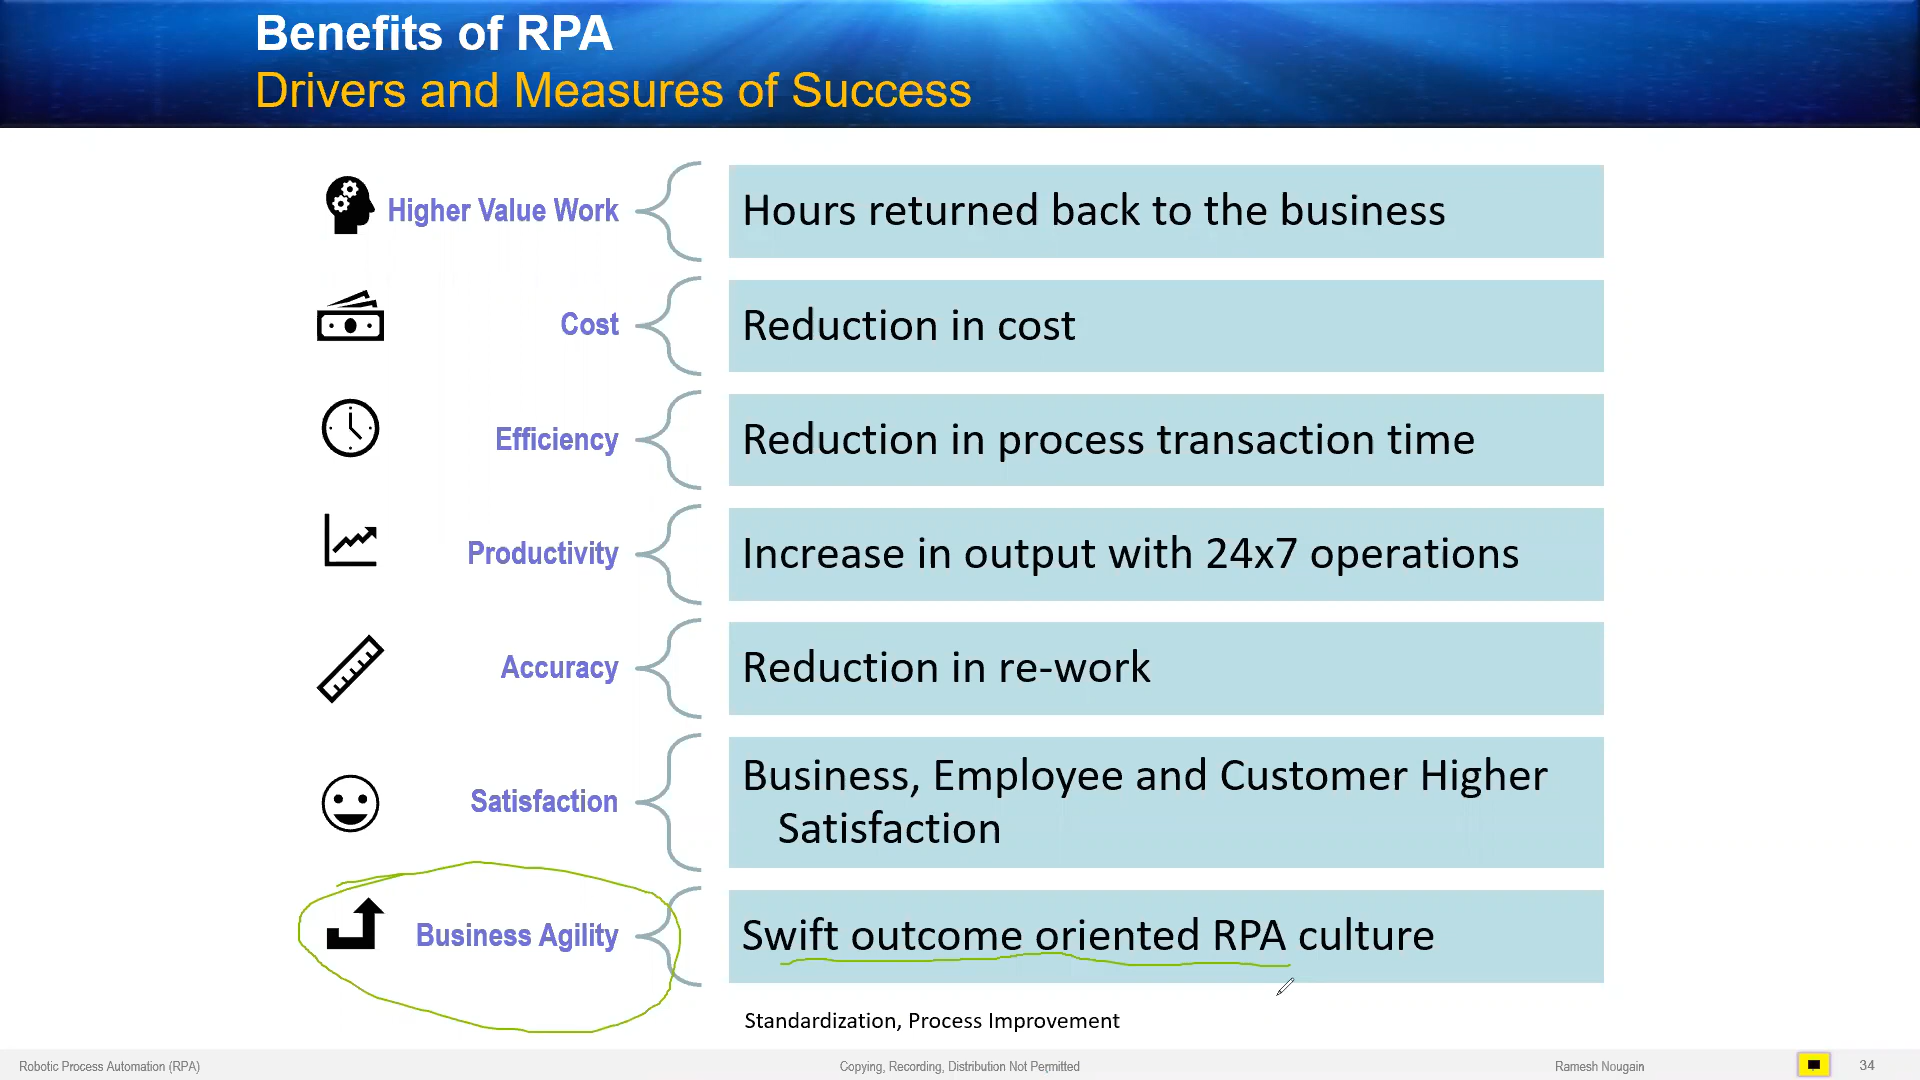 Benefits of RPA
Drivers and Measures of Success
Higher Value Work
Hours returned back to the business
Cost
Reduction in cost
Efficiency
Reduction in process transaction time
Productivity
Increase in output with 24x7 operations
Accuracy
Reduction in re-work
Satisfaction
Business, Employee and Customer Higher
Satisfaction
Business Agility
Swift outcome oriented RPA culture
Standardization, Process Improvement
Robotic Process Automation (RPA)
Copying, Recording, Distribution Not Permitted
Ramesh Nougain
34